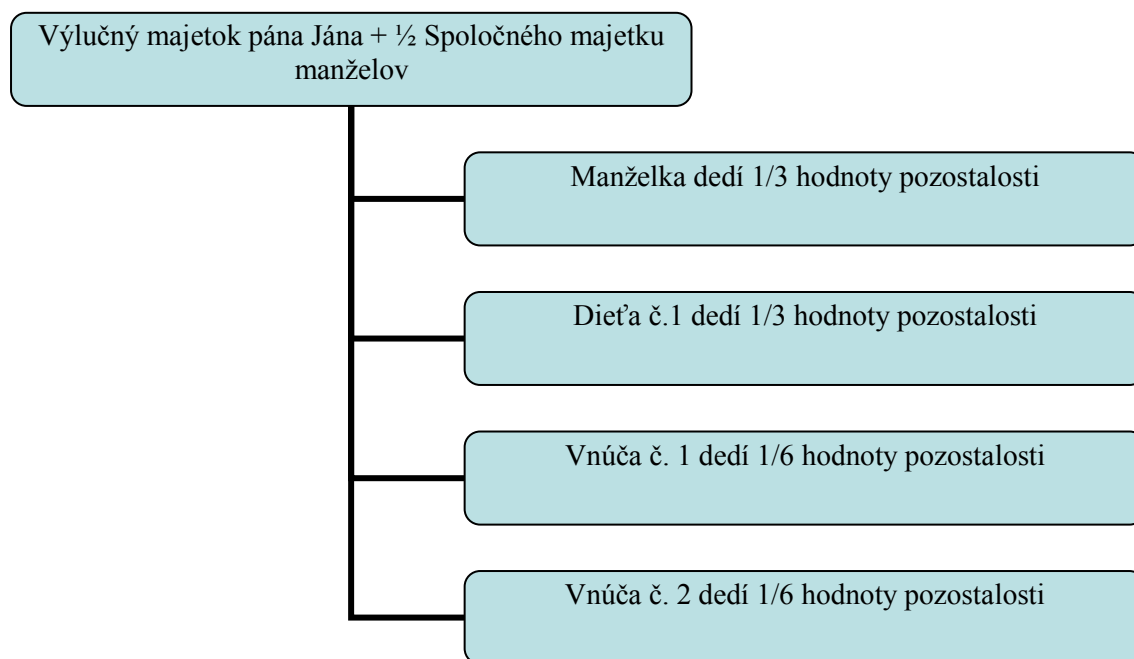 Výlučný majetok pána Jána + ½ Spoločného majetku
manželov
Manželka dedí 1/3 hodnoty pozostalosti
Dieťa č.1 dedí 1/3 hodnoty pozostalosti
Vnúča č. 1 dedí 1/6 hodnoty pozostalosti
Vnúča č. 2 dedí 1/6 hodnoty pozostalosti